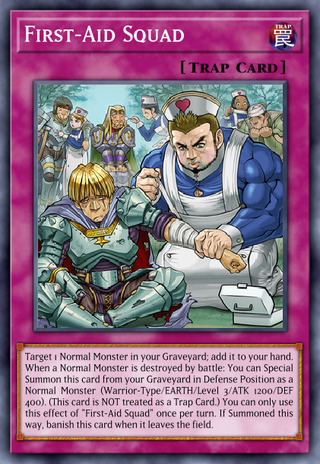 First-Aid Squad
TRAP
罠
[ Trap Card ]
Target 1 Normal Monster in your Graveyard; add it to your hand.
When a Normal Monster is destroyed by battle: You can Special
Summon this card from your Graveyard in Defense Position as a
Normal Monster (Warrior-Type/EARTH/Level 3/ATK 1200/DEF
400). (This card is NOT treated as a Trap Card.) You can only use
this effect of "First-Aid Squad" once per turn. If Summoned this
way, banish this card when it leaves the field.